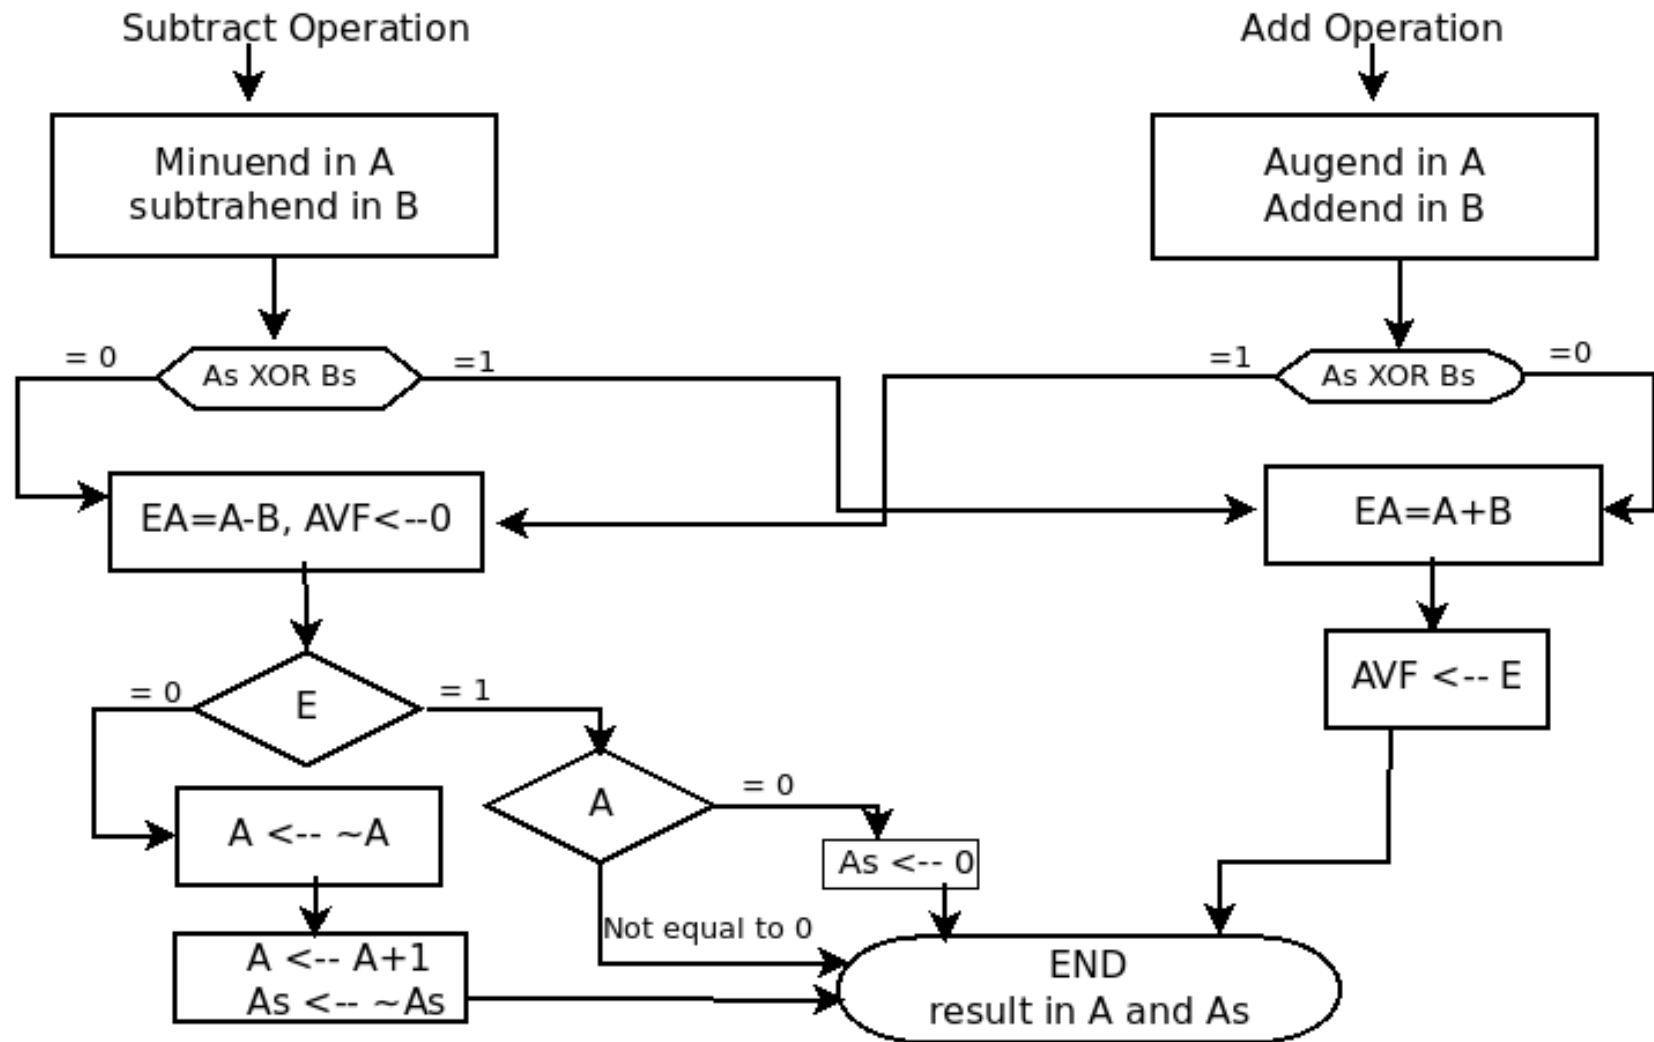 Subtract Operation
Add Operation
Minuend in A
subtrahend in B
Augend in A
Addend in B
= 0
As XOR Bs
=1
=1
As XOR Bs
=0
EA=A-B, AVF<--0
EA=A+B
= 0
E
= 1
AVF <-- E
A
= 0
A <-- ~A
As <-- 0
Not equal to 0
A <-- A+1
As <-- ~As
END
result in A and As